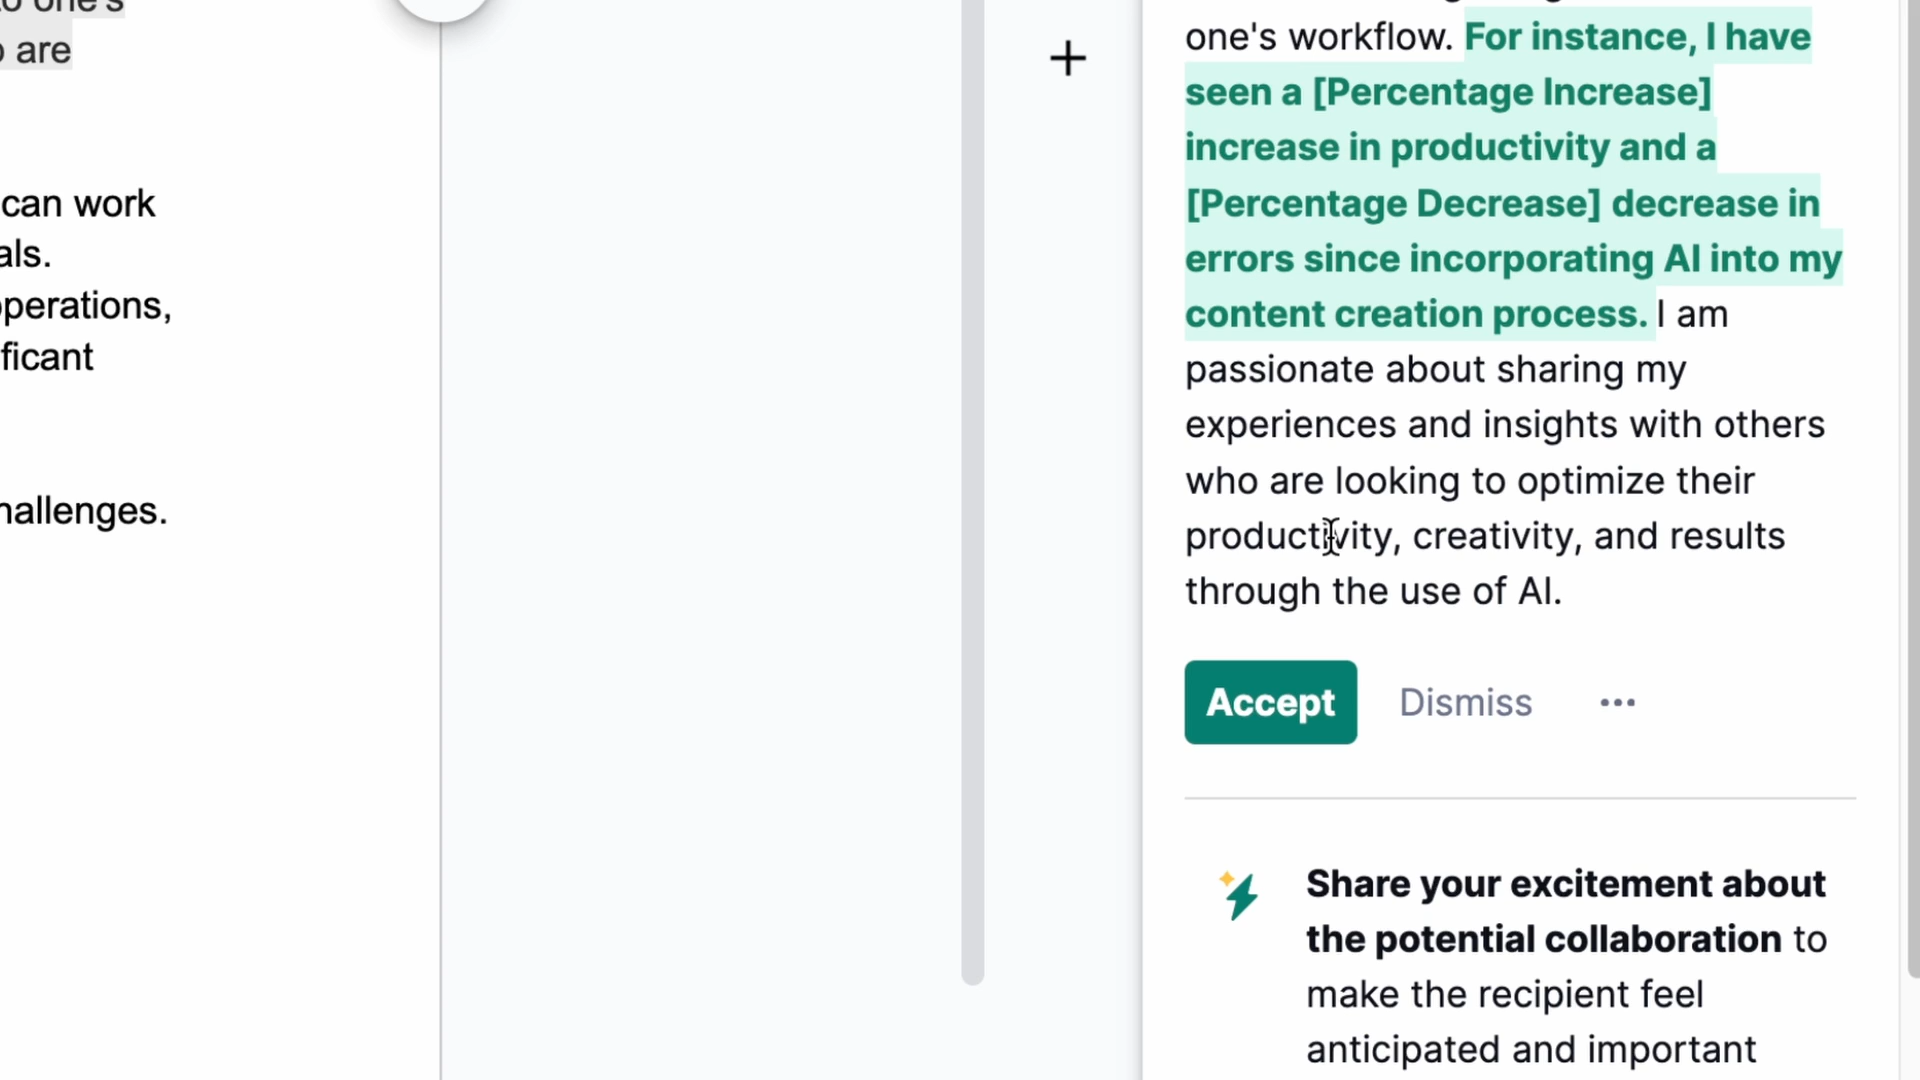 are
can work
als.
perations,
ficant
hallenges.
one's workflow. For instance, I have
seen a [Percentage Increase]
increase in productivity and a
[Percentage Decrease] decrease in
errors since incorporating AI into my
content creation process. I am
passionate about sharing my
experiences and insights with others
who are looking to optimize their
productivity, creativity, and results
through the use of AI.
Accept Dismiss ...
Share your excitement about
the potential collaboration to
make the recipient feel
anticipated and important